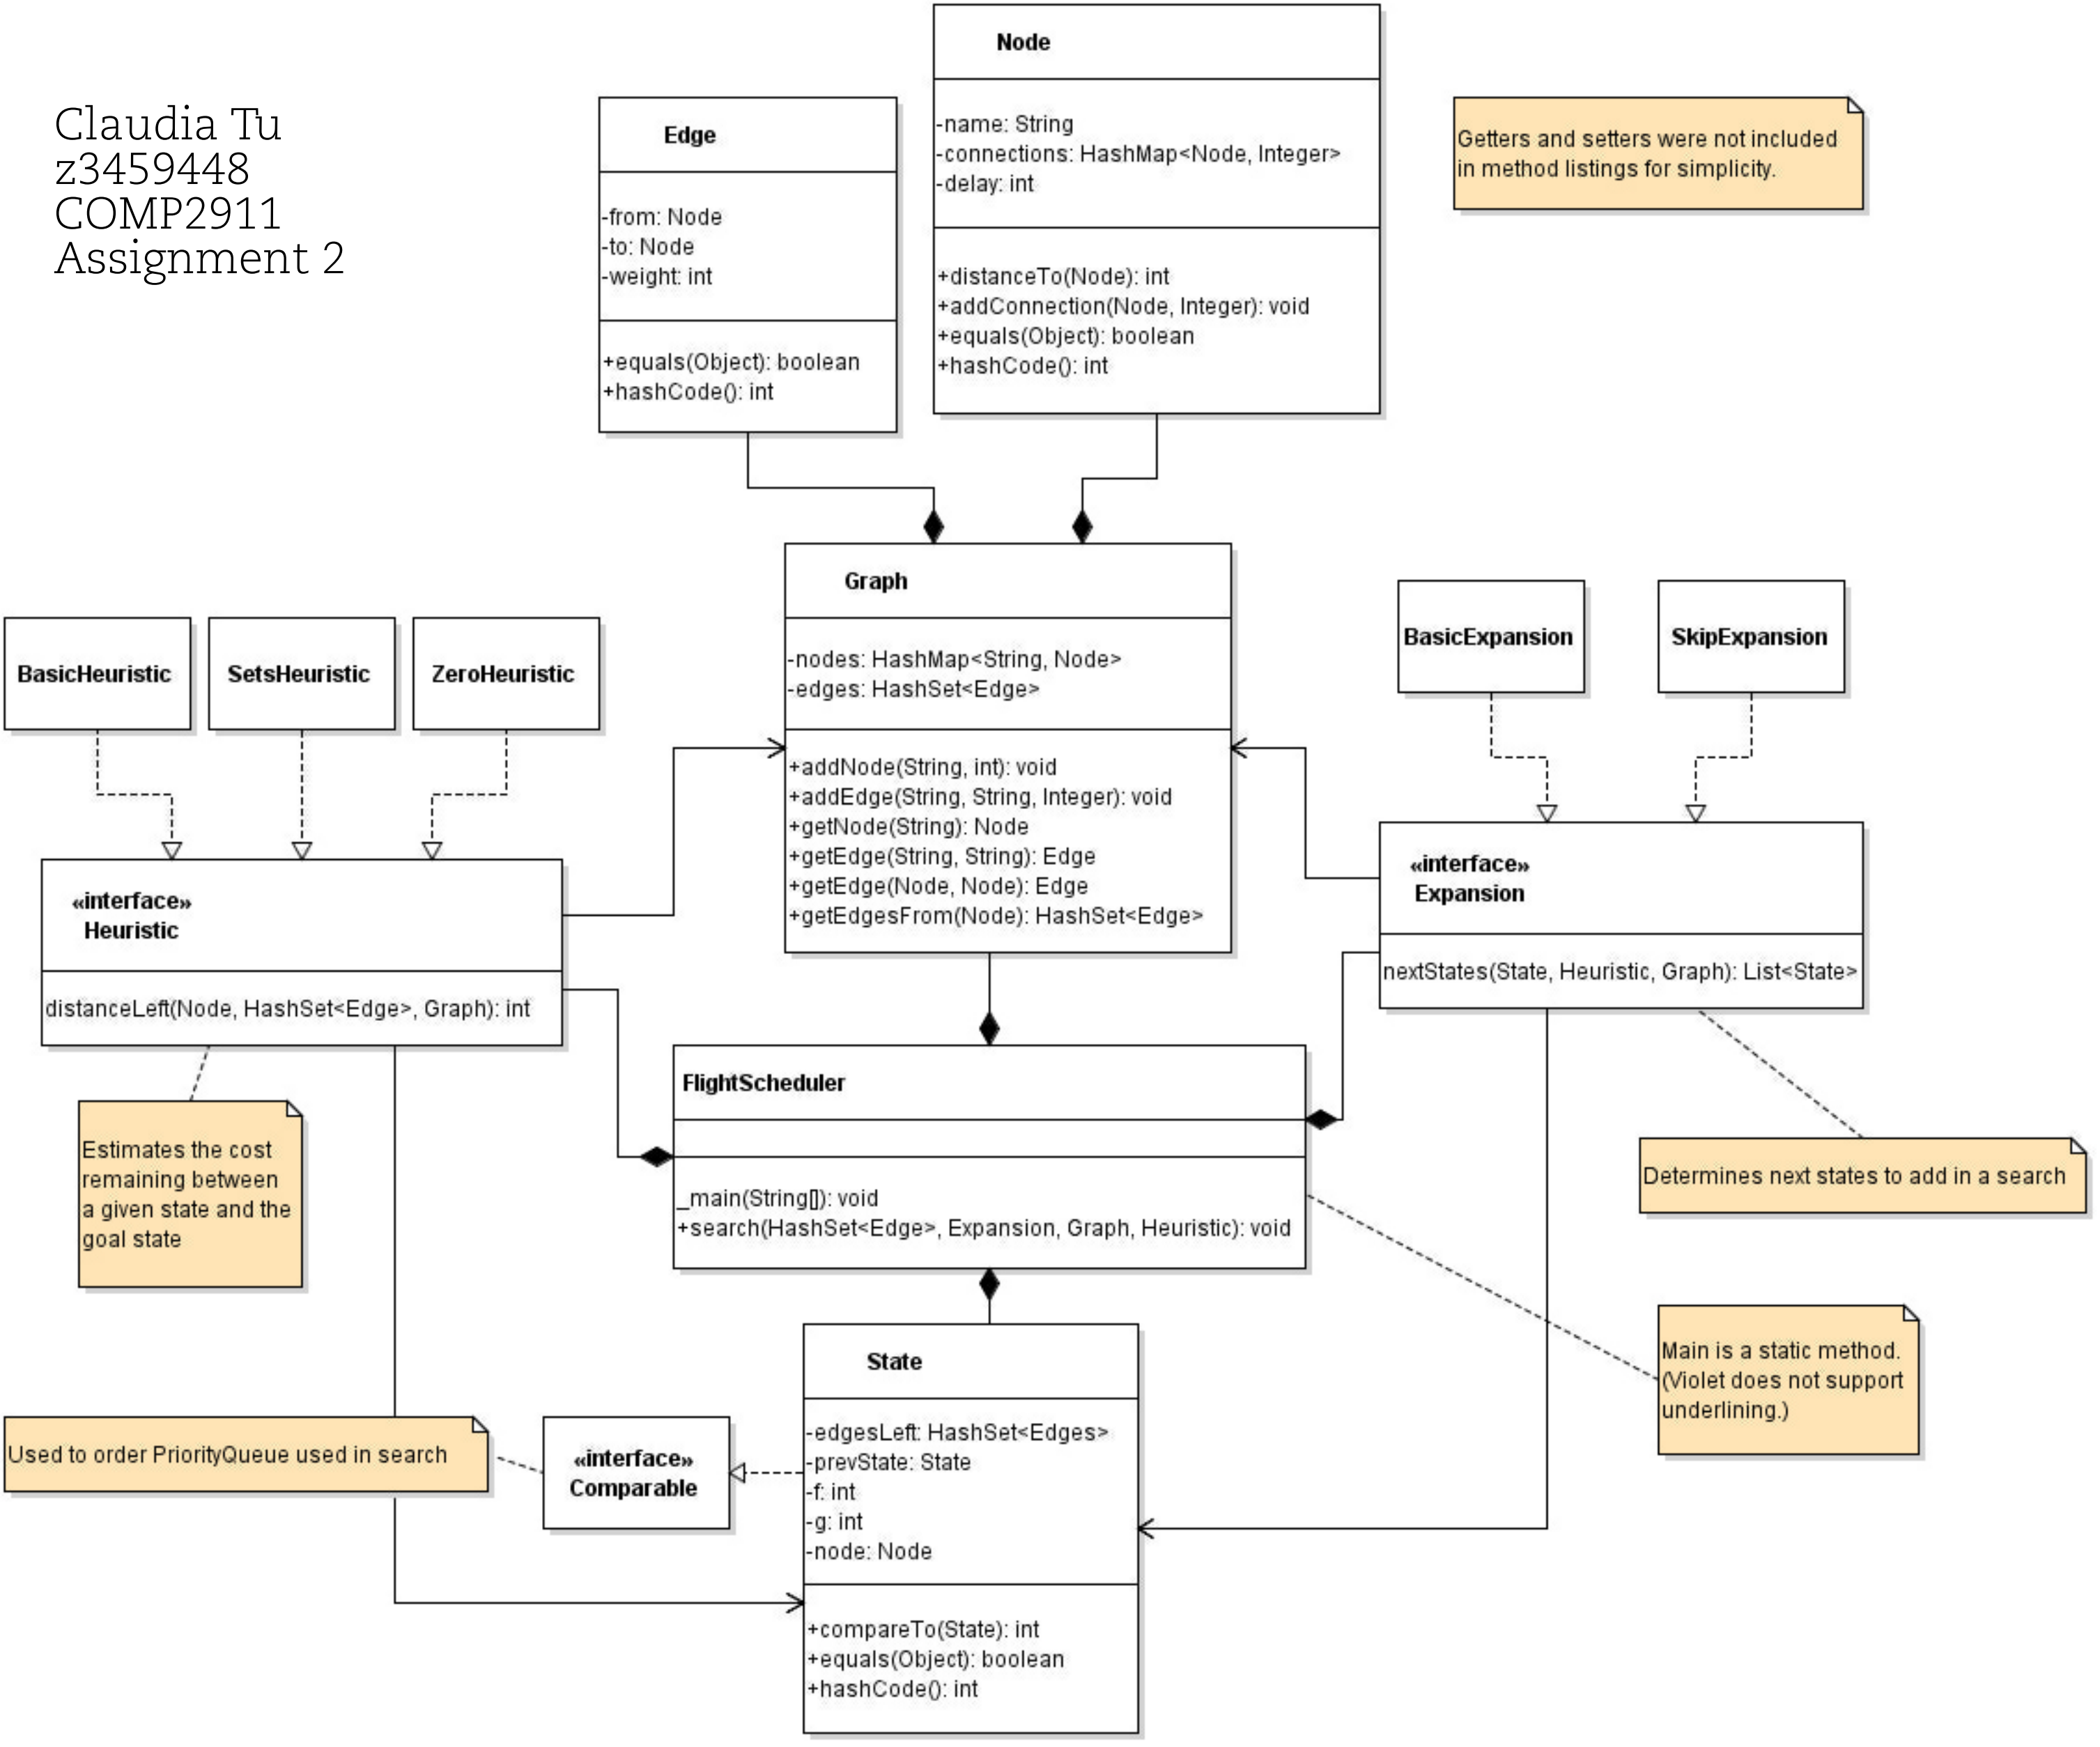 Claudia Tu
z3459448
COMP2911
Assignment 2
Node
-name: String
-connections: HashMap<Node, Integer>
-delay: int
+distanceTo(Node): int
+addConnection(Node, Integer): void
+equals(Object): boolean
+hashCode(): int
Edge
-from: Node
-to: Node
-weight: int
+equals(Object): boolean
+hashCode(): int
Getters and setters were not included
in method listings for simplicity.
Graph
-nodes: HashMap<String, Node>
-edges: HashSet<Edge>
+addNode(String, int): void
+addEdge(String, String, Integer): void
+getNode(String): Node
+getEdge(String, String): Edge
+getEdge(Node, Node): Edge
+getEdgesFrom(Node): HashSet<Edge>
BasicHeuristic
SetsHeuristic
ZeroHeuristic
BasicExpansion
SkipExpansion
«interface»
Heuristic
distanceLeft(Node, HashSet<Edge>, Graph): int
«interface»
Expansion
nextStates(State, Heuristic, Graph): List<State>
Estimates the cost
remaining between
a given state and the
goal state
FlightScheduler
_main(String[]): void
+search(HashSet<Edge>, Expansion, Graph, Heuristic): void
Determines next states to add in a search
Main is a static method.
(Violet does not support
underlining.)
Used to order PriorityQueue used in search
«interface»
Comparable
State
-edgesLeft: HashSet<Edges>
-prevState: State
-f: int
-g: int
-node: Node
+compareTo(State): int
+equals(Object): boolean
+hashCode(): int